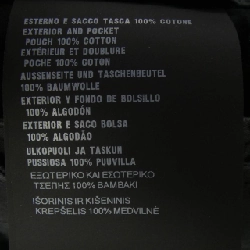 ESTERNO E SACCO TASCA 100% COTONE
EXTERIOR AND POCKET
POUCH 100% COTTON
EXTÉRIEUR ET DOUBLURE
POCHE 100% COTON
AUSSENSEITE UND TASCHENBEUTEL
100% BAUMWOLLE
EXTERIOR Y FONDO DE BOLSILLO
100% ALGODÓN
EXTERIOR E SACO BOLSA
100% ALGODÃO
ULKOPUOLI JA TASKUN
PUSSIOSA 100% PUUVILLA
ΕΞΩΤΕΡΙΚΟ ΚΑΙ ΕΣΩΤΕΡΙΚΟ
ΤΣΕΠΗΣ 100% ΒΑΜΒΑΚΙ
IŠORINIS IR KIŠENINIS
KREPŠELIS 100% MEDVILNĖ